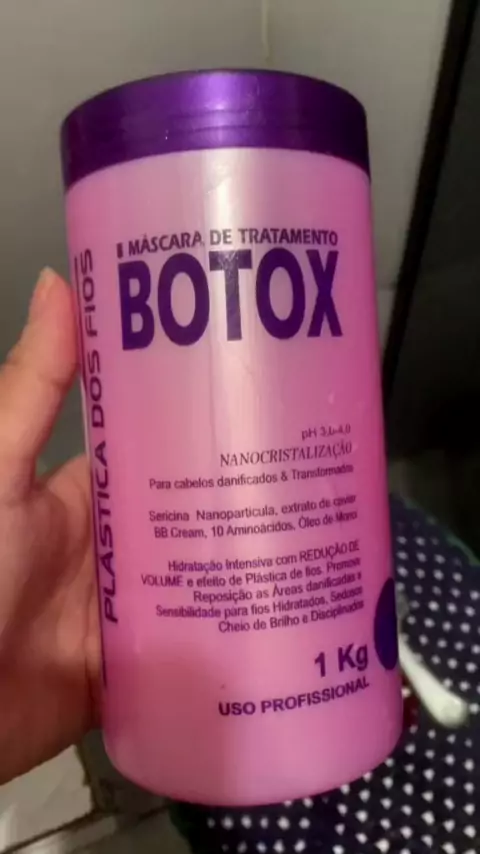 PLÁSTICA DOS FIOS
MÁSCARA DE TRATAMENTO
BOTOX
pH 3,0-4,0
NANOCRISTALIZAÇÃO
Para cabelos danificados & Transformados
Sericina Nanoparticula, extrato de caviar
BB Cream, 10 Aminoácidos, Óleo de
Hidratação Intensiva com REDUÇÃO DE
VOLUME e efeito de Plástica de fios. Promove
Reposição as Áreas danificadas e
Sensibilidade para fios Hidratados, Sedosos
Cheio de Brilho e Disciplinados
1 Kg
USO PROFISSIONAL